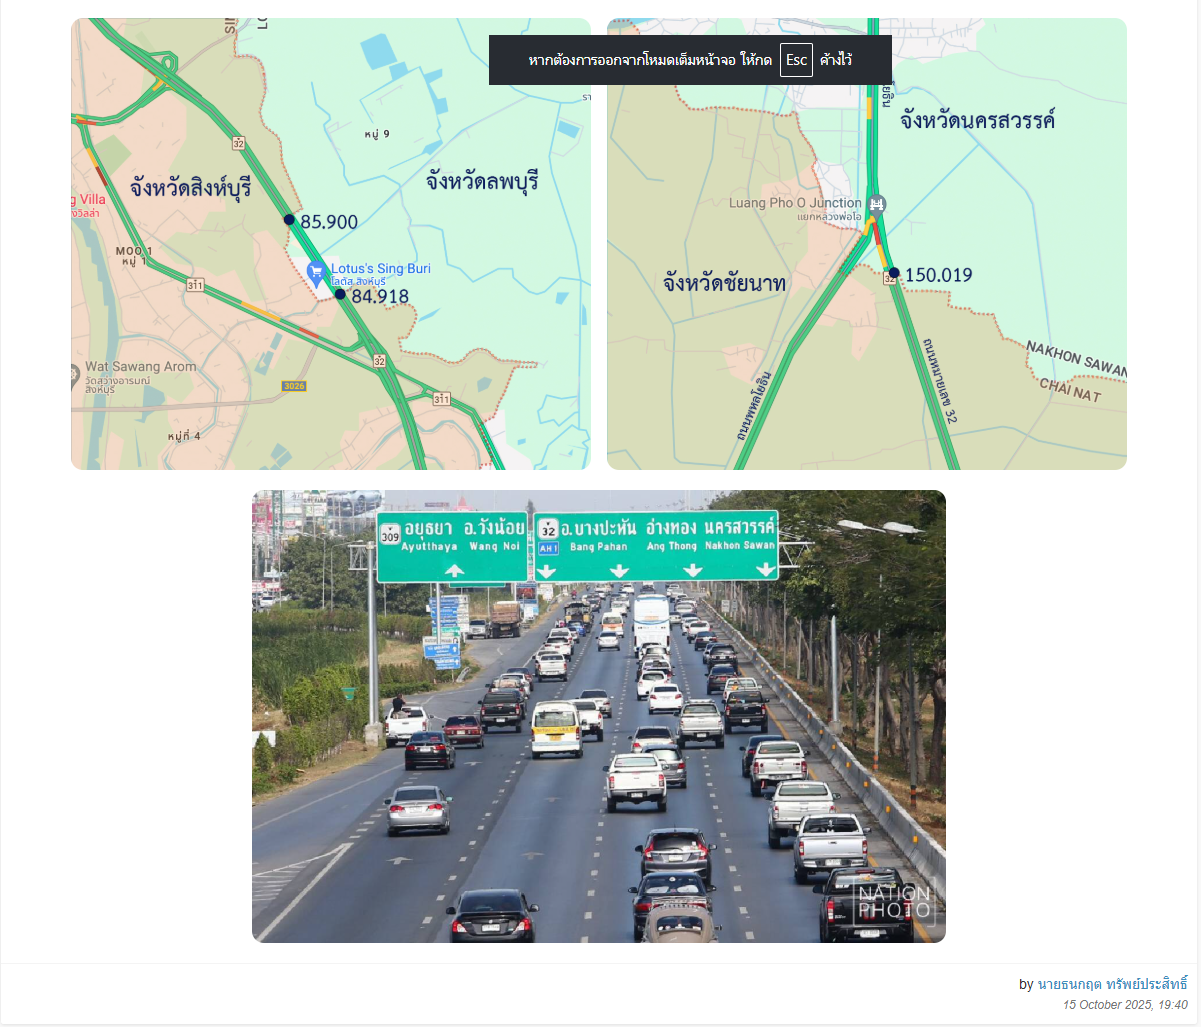 หากต้องการออกจากโหมดเต็มหน้าจอ ให้กด Esc ค้างไว้
32
หมู่ 9
จังหวัดสิงห์บุรี
จังหวัดลพบุรี
g Villa
งวิลล่า
85.900
MOO 1
หมู่ 1
Lotus's Sing Buri
โลตัส สิงห์บุรี
311
84.918
32
Wat Sawang Arom
วัดสว่างอารมณ์
สิงห์บุรี
3026
311
หมู่ที่ 4
จังหวัดนครสวรรค์
Luang Pho O Junction
แยกหลวงพ่อโอ
จังหวัดชัยนาท
32
150.019
NAKHON SAWAN
CHAI NAT
ถนนพหลโยธิน
ถนนหมายเลข 32
309 อยุธยา อ.วังน้อย
Ayutthaya Wang Noi
32 อ.บางปะหัน อ่างทอง นครสวรรค์
AH1 Bang Pahan Ang Thong Nakhon Sawan
NATION
PHOTO
by นายธนกฤต ทรัพย์ประสิทธิ์
15 October 2025, 19:40